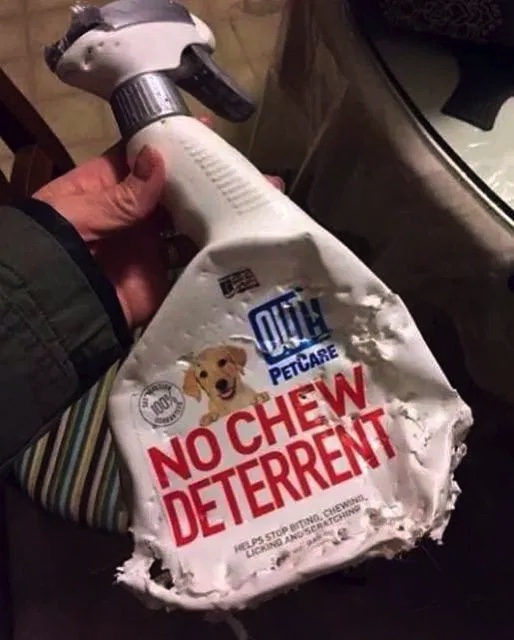 OUT!
PETCARE
100%
NO CHEW
DETERRENT
HELPS STOP BITING, CHEWING,
LICKING AND SCRATCHING